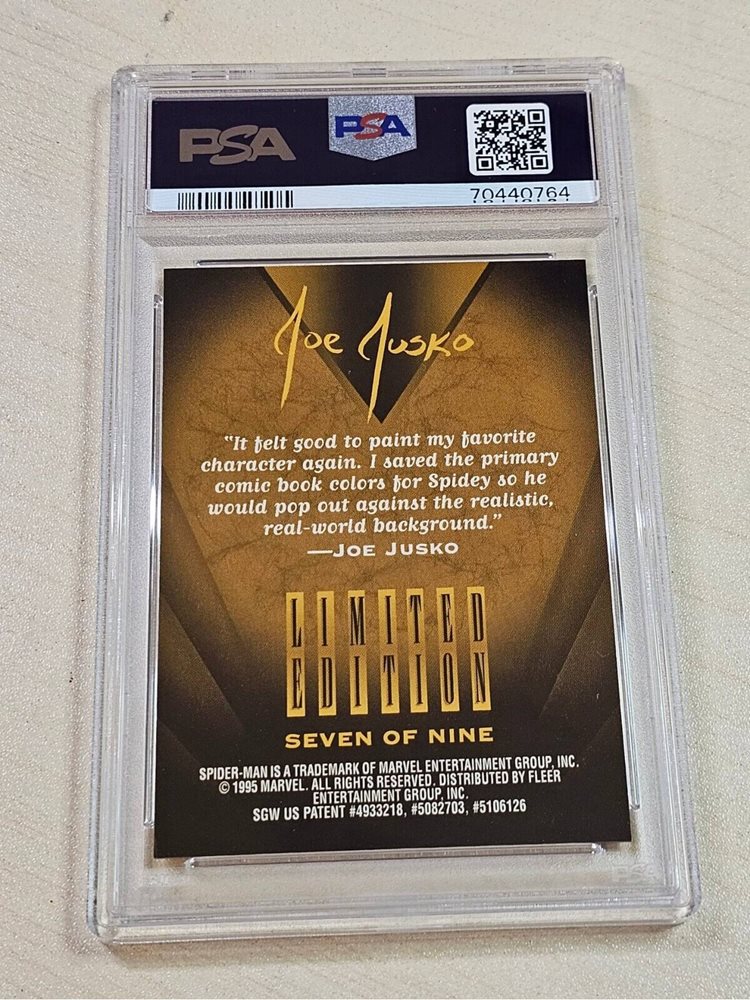 PSA
PSA
70440764
Joe Jusko
"It felt good to paint my favorite
character again. I saved the primary
comic book colors for Spidey so he
would pop out against the realistic,
real-world background."
—JOE JUSKO
LIMITED
EDITION
SEVEN OF NINE
SPIDER-MAN IS A TRADEMARK OF MARVEL ENTERTAINMENT GROUP, INC.
© 1995 MARVEL. ALL RIGHTS RESERVED. DISTRIBUTED BY FLEER
ENTERTAINMENT GROUP, INC.
SGW US PATENT #4933218, #5082703, #5106126